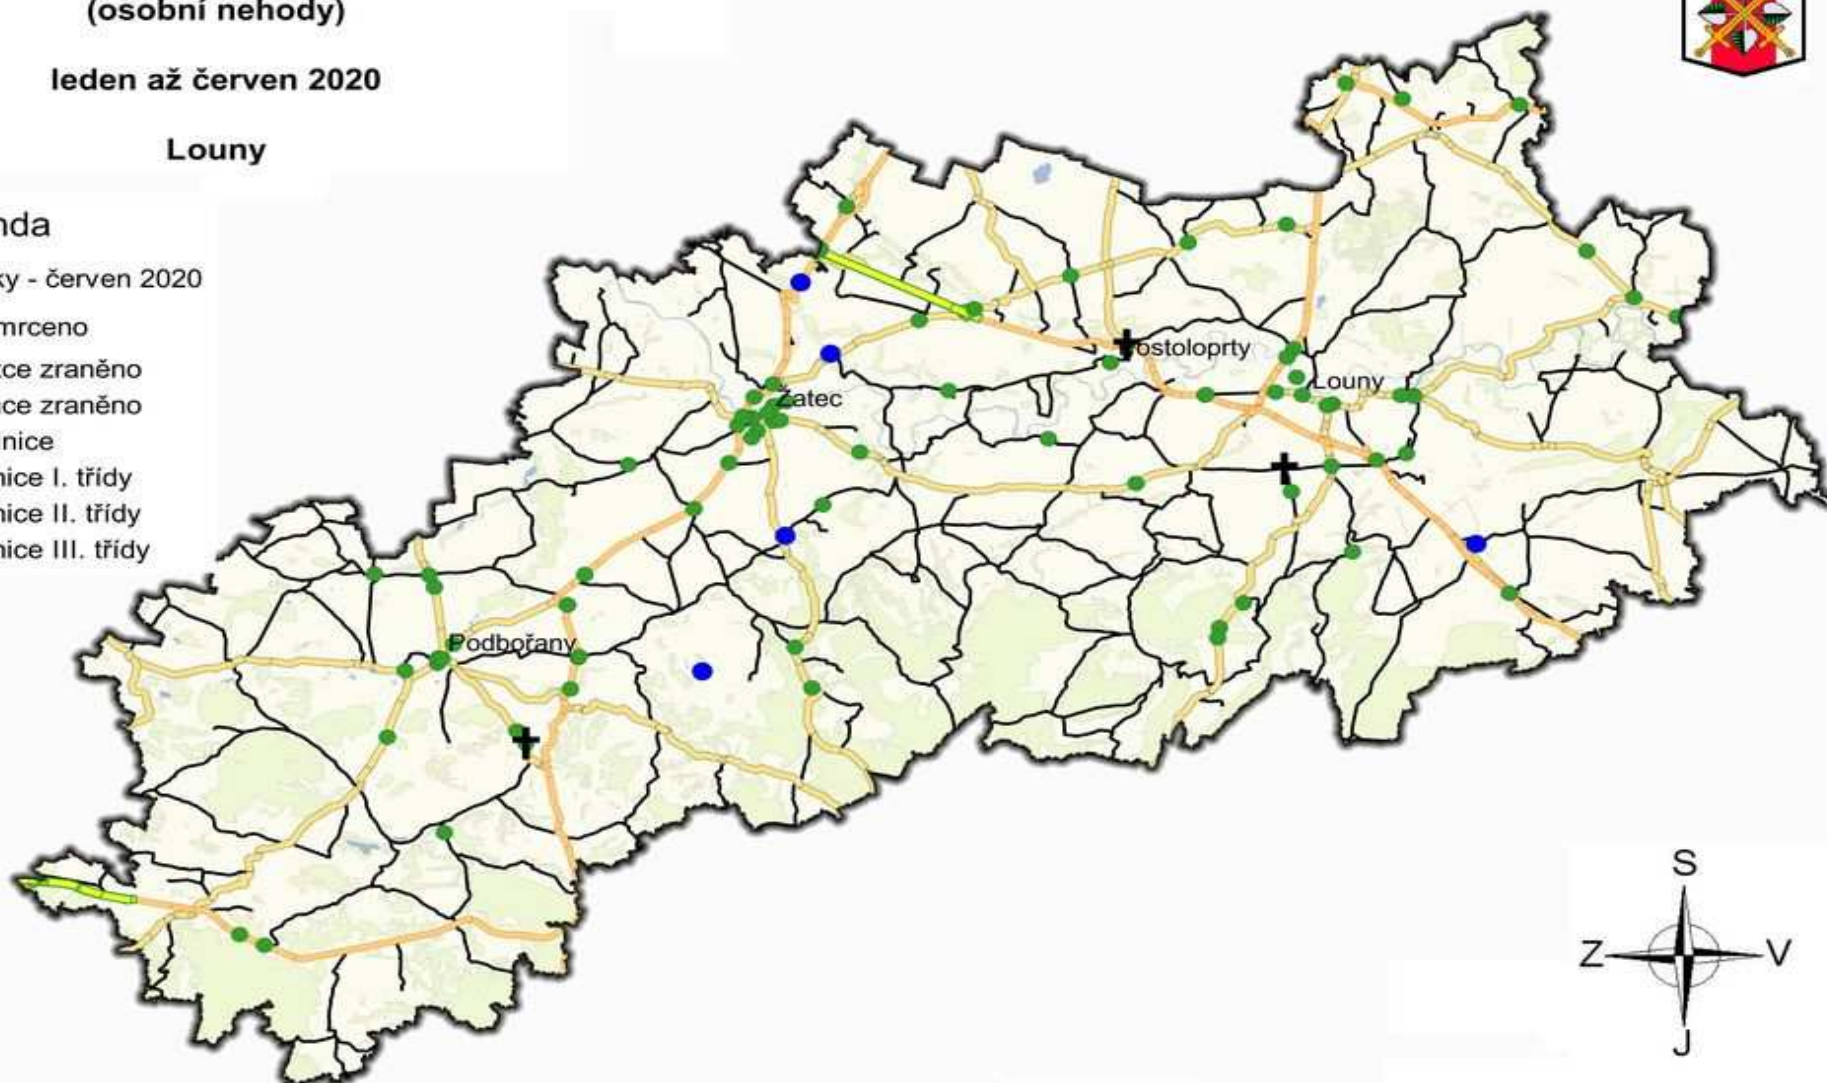 (osobní nehody)
leden až červen 2020
Louny
nda
ky - červen 2020
mrceno
ce zraněno
ce zraněno
lnice
nice I. třídy
nice II. třídy
nice III. třídy
ostoloprty
Louny
Žatec
Podbořany
S
Z
V
J